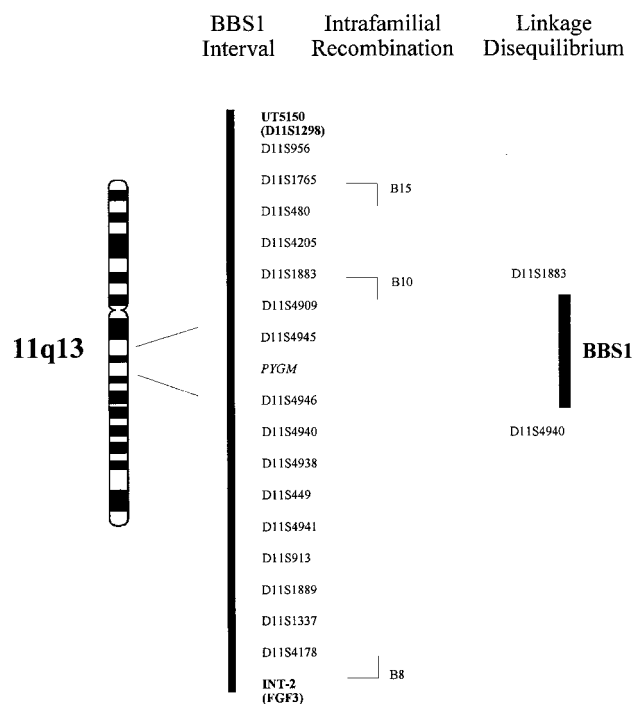 BBS1 Interval
Intrafamilial Recombination
Linkage Disequilibrium
UT5150
(D11S1298)
D11S956
D11S1765
B15
D11S480
D11S4205
D11S1883
B10
D11S1883
D11S4909
D11S4945
11q13
BBS1
PYGM
D11S4946
D11S4940
D11S4940
D11S4938
D11S449
D11S4941
D11S913
D11S1889
D11S1337
D11S4178
B8
INT-2
(FGF3)